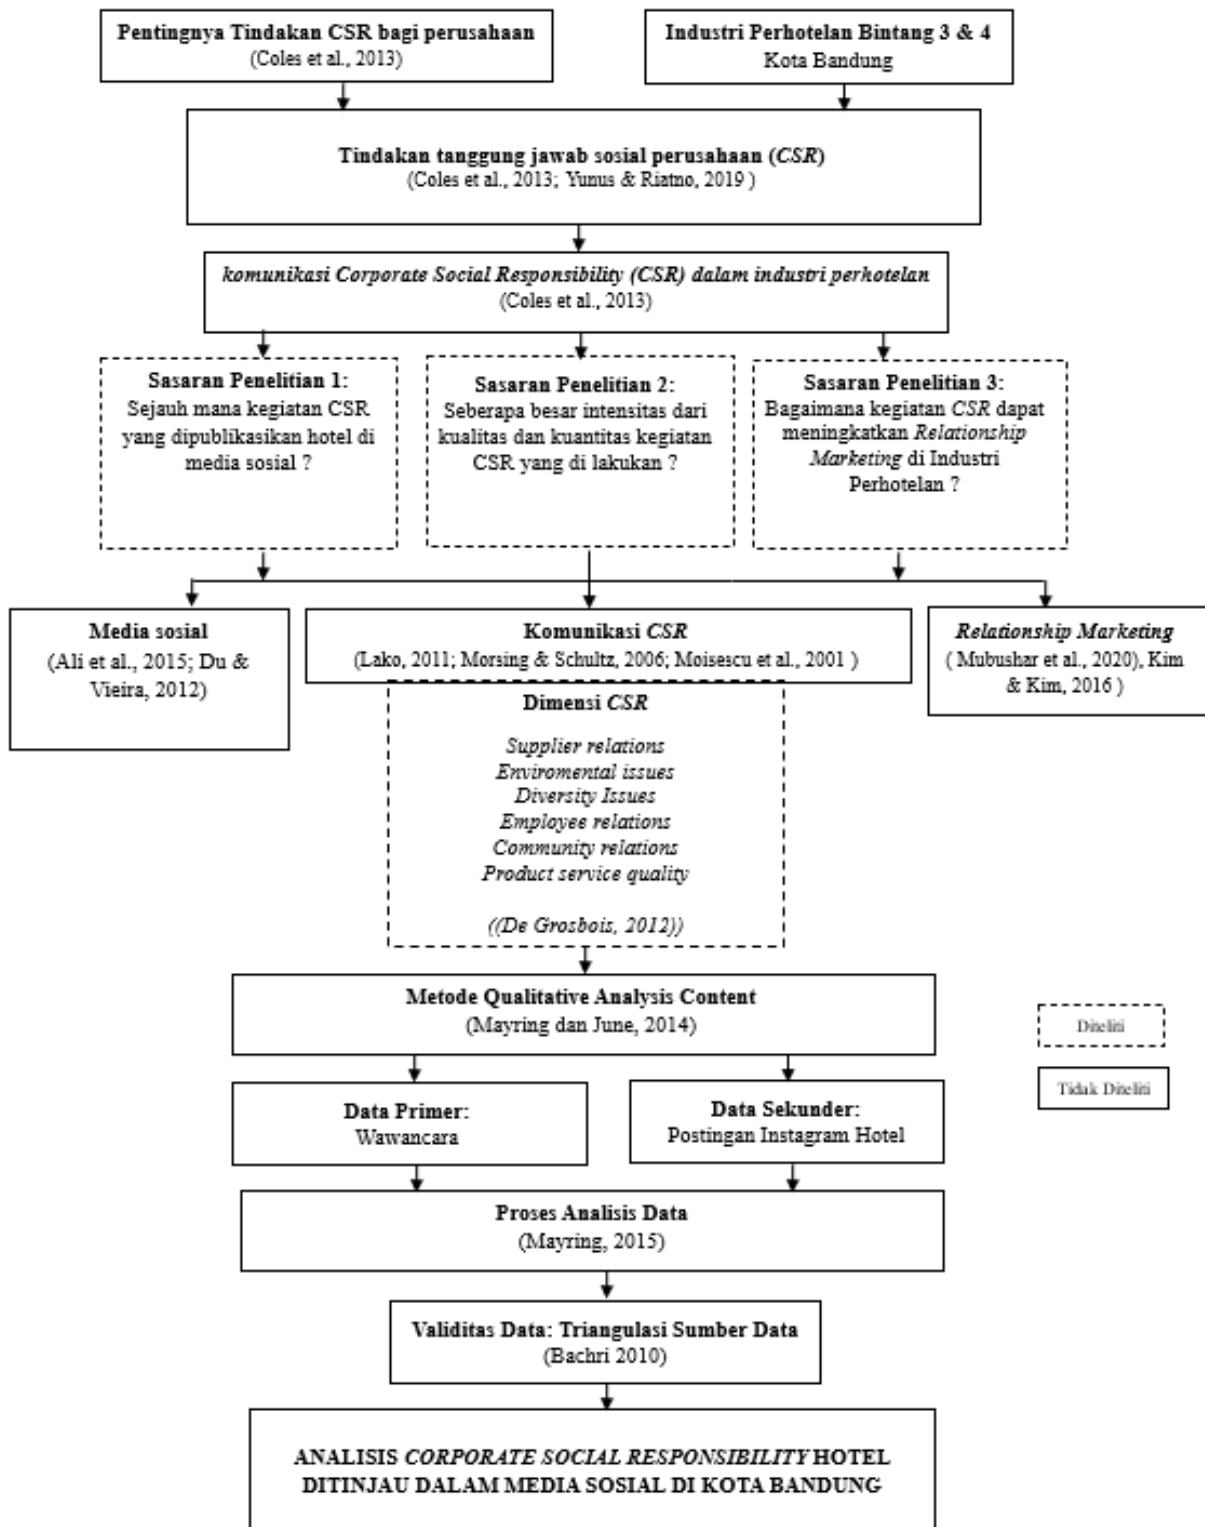 Pentingnya Tindakan CSR bagi perusahaan
(Coles et al., 2013)
Industri Perhotelan Bintang 3 & 4
Kota Bandung
Tindakan tanggung jawab sosial perusahaan (CSR)
(Coles et al., 2013; Yunus & Riatno, 2019 )
komunikasi Corporate Social Responsibility (CSR) dalam industri perhotelan
(Coles et al., 2013)
Sasaran Penelitian 1:
Sejauh mana kegiatan CSR
yang dipublikasikan hotel di
media sosial ?
Sasaran Penelitian 2:
Seberapa besar intensitas dari
kualitas dan kuantitas kegiatan
CSR yang di lakukan ?
Sasaran Penelitian 3:
Bagaimana kegiatan CSR dapat
meningkatkan Relationship
Marketing di Industri
Perhotelan ?
Media sosial
(Ali et al., 2015; Du &
Vieira, 2012)
Komunikasi CSR
(Lako, 2011; Morsing & Schultz, 2006; Moisescu et al., 2001 )
Relationship Marketing
( Mubushar et al., 2020), Kim
& Kim, 2016 )
Dimensi CSR
Supplier relations
Enviromental issues
Diversity Issues
Employee relations
Community relations
Product service quality
((De Grosbois, 2012))
Metode Qualitative Analysis Content
(Mayring dan June, 2014)
Diteliti
Tidak Diteliti
Data Primer:
Wawancara
Data Sekunder:
Postingan Instagram Hotel
Proses Analisis Data
(Mayring, 2015)
Validitas Data: Triangulasi Sumber Data
(Bachri 2010)
ANALISIS CORPORATE SOCIAL RESPONSIBILITY HOTEL
DITINJAU DALAM MEDIA SOSIAL DI KOTA BANDUNG